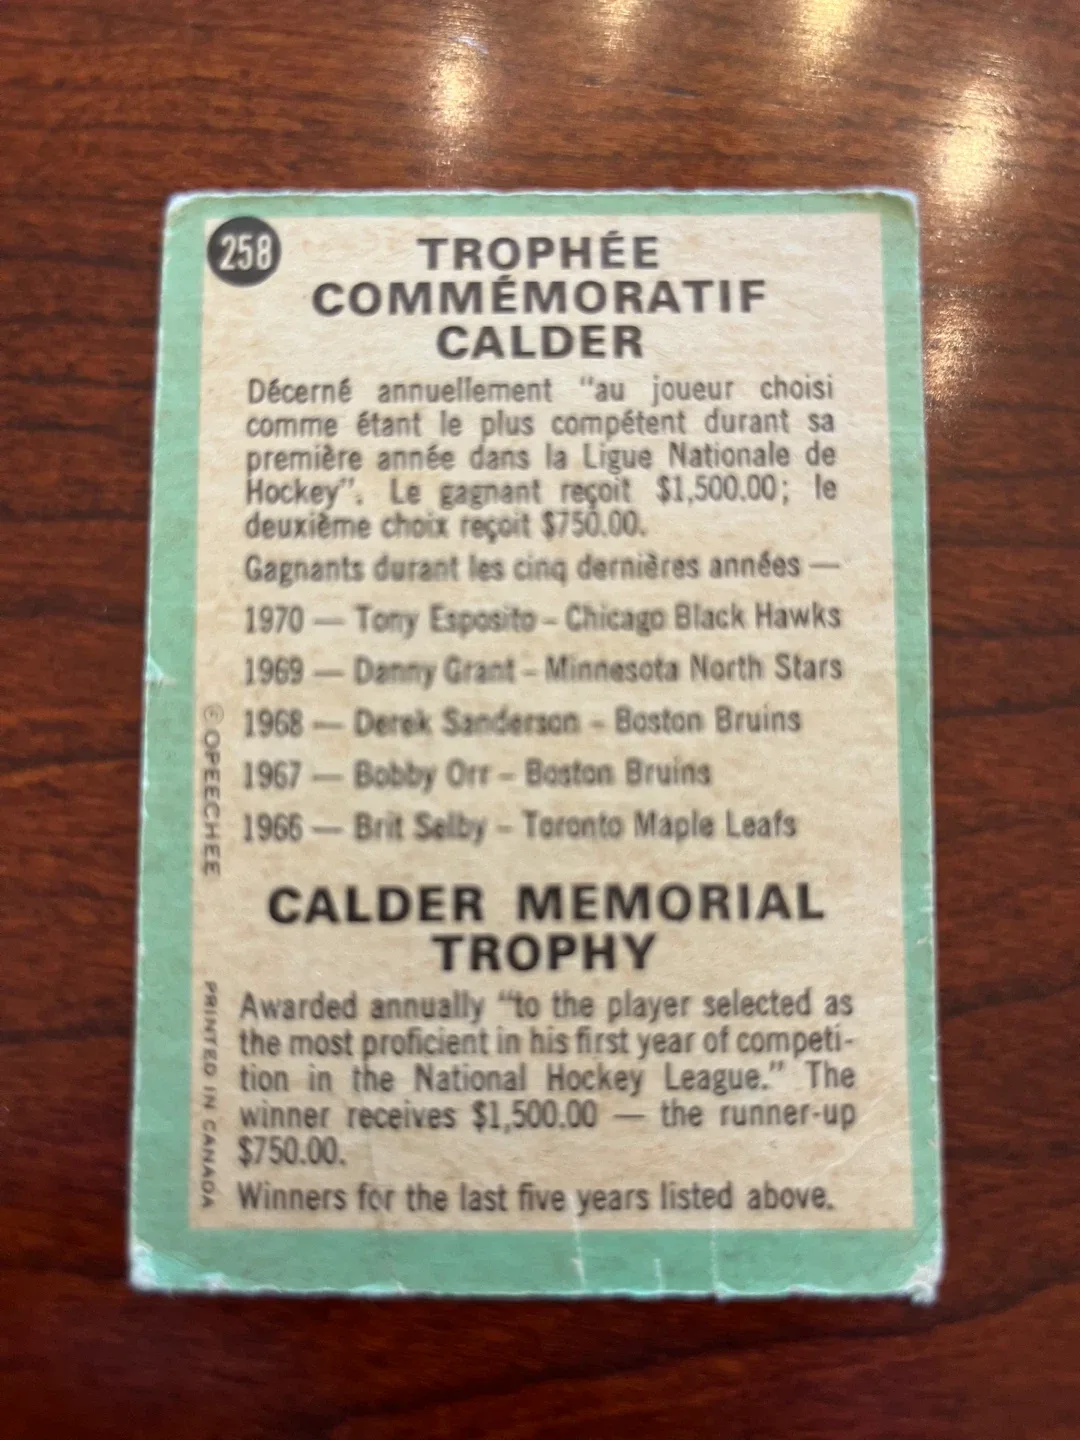 258
TROPHÉE
COMMÉMORATIF
CALDER
Décerné annuellement "au joueur choisi
comme étant le plus compétent durant sa
première année dans la Ligue Nationale de
Hockey". Le gagnant reçoit $1,500.00; le
deuxième choix reçoit $750.00.
Gagnants durant les cinq dernières années —
1970 — Tony Esposito – Chicago Black Hawks
1969 — Danny Grant – Minnesota North Stars
1968 — Derek Sanderson – Boston Bruins
1967 — Bobby Orr – Boston Bruins
1966 — Brit Selby – Toronto Maple Leafs
CALDER MEMORIAL
TROPHY
Awarded annually "to the player selected as
the most proficient in his first year of competi-
tion in the National Hockey League." The
winner receives $1,500.00 — the runner-up
$750.00.
Winners for the last five years listed above.
© OPEECHEE
PRINTED IN CANADA